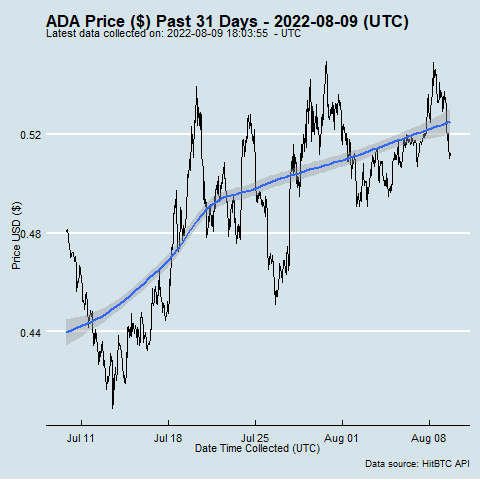 ADA Price ($) Past 31 Days - 2022-08-09 (UTC)
Latest data collected on: 2022-08-09 18:03:55  - UTC
0.52
0.48
0.44
Price USD ($)
Jul 11
Jul 18
Jul 25
Aug 01
Aug 08
Date Time Collected (UTC)
Data source: HitBTC API